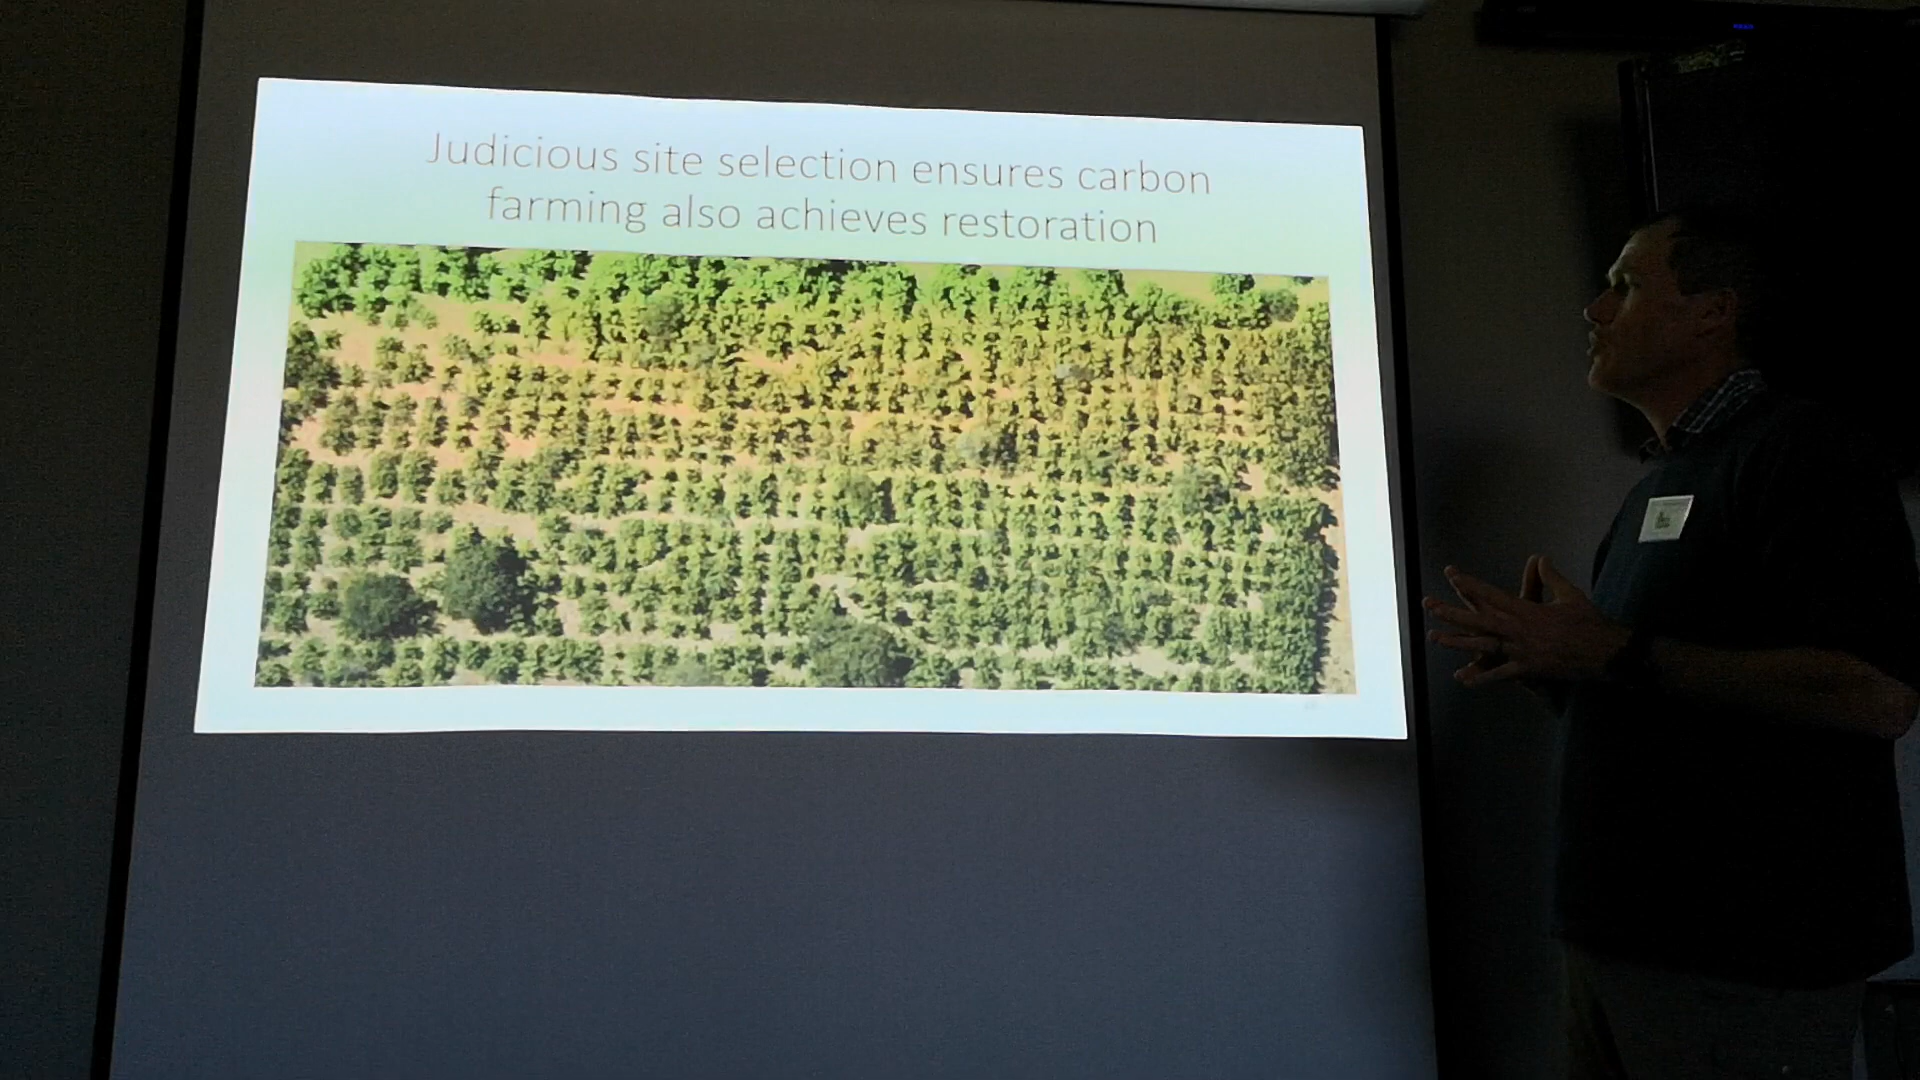 Judicious site selection ensures carbon
farming also achieves restoration